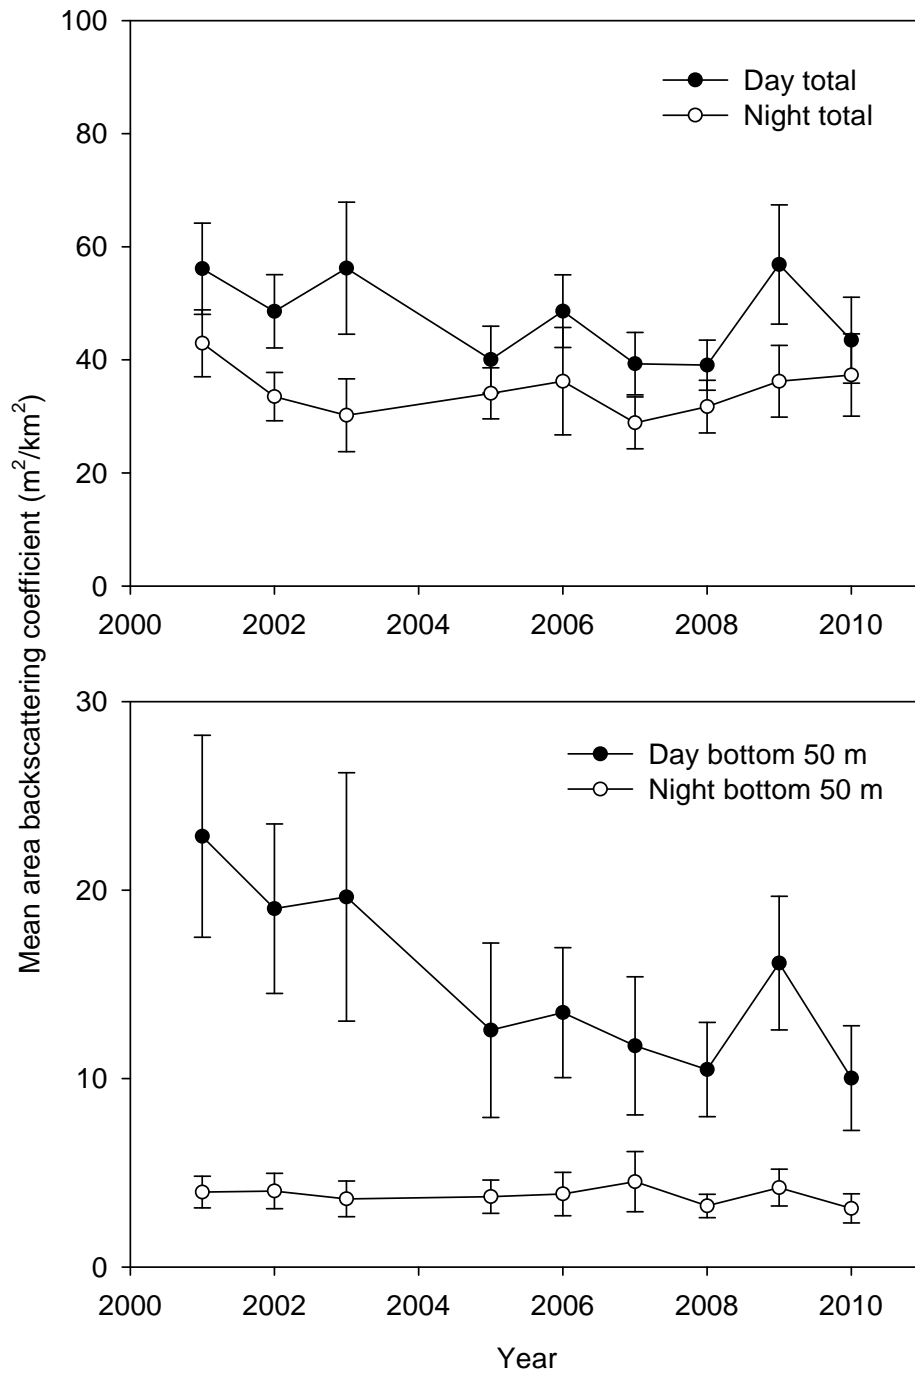 100
80
60
40
20
0
Day total
Night total
2000 2002 2004 2006 2008 2010
Mean area backscattering coefficient (m²/km²)
30
20
10
0
Day bottom 50 m
Night bottom 50 m
2000 2002 2004 2006 2008 2010
Year